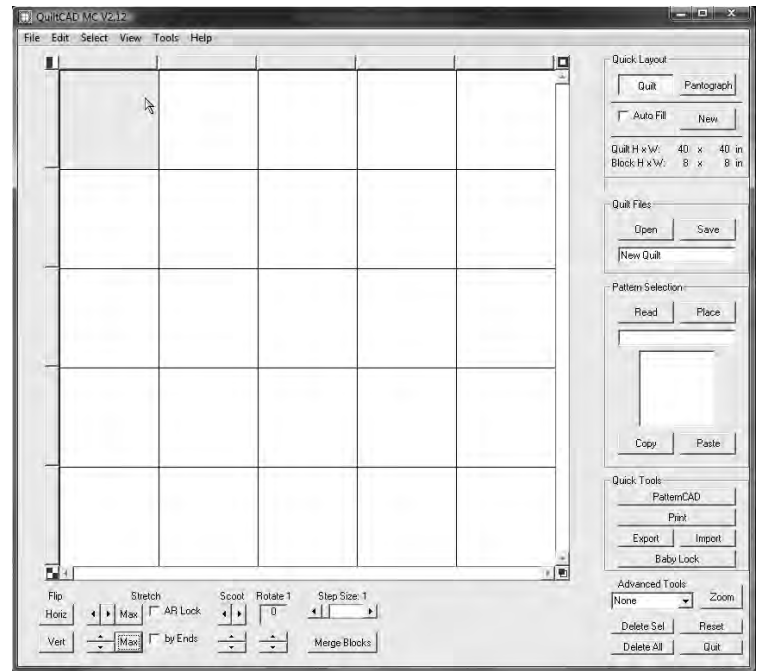 QuiltCAD MC V2.12
File Edit Select View Tools Help
Quick Layout
Quilt Pantograph
Auto Fill New
Quilt H x W: 40 x 40 in
Block H x W: 8 x 8 in
Quilt Files
Open Save
New Quilt
Pattern Selection
Read Place
Copy Paste
Quick Tools
PatternCAD
Print
Export Import
Baby Lock
Advanced Tools
None Zoom
Delete Sel Reset
Delete All Quit
Flip Stretch Scoot Rotate 1 Step Size: 1
Horiz Max AR Lock 0
Vert Max by Ends Merge Blocks